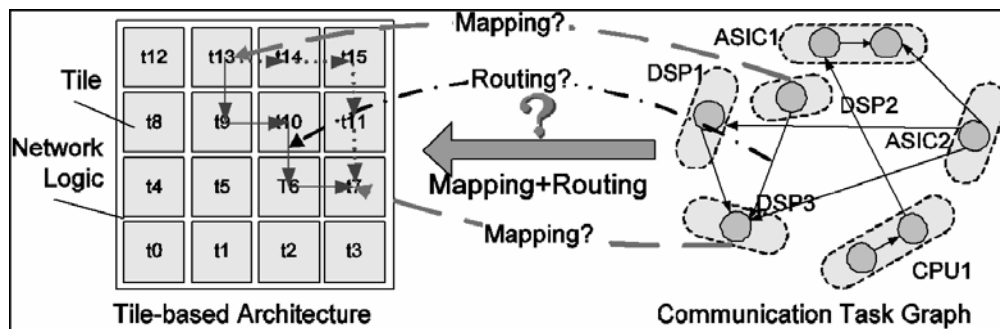 Mapping?
ASIC1
t12 t13 t14 t15
DSP1
Tile
Routing?
?
DSP2
t8 t9 t10 t11
ASIC2
Network
Logic
Mapping+Routing
t4 t5 T6 t7
DSP3
Mapping?
t0 t1 t2 t3
CPU1
Tile-based Architecture
Communication Task Graph